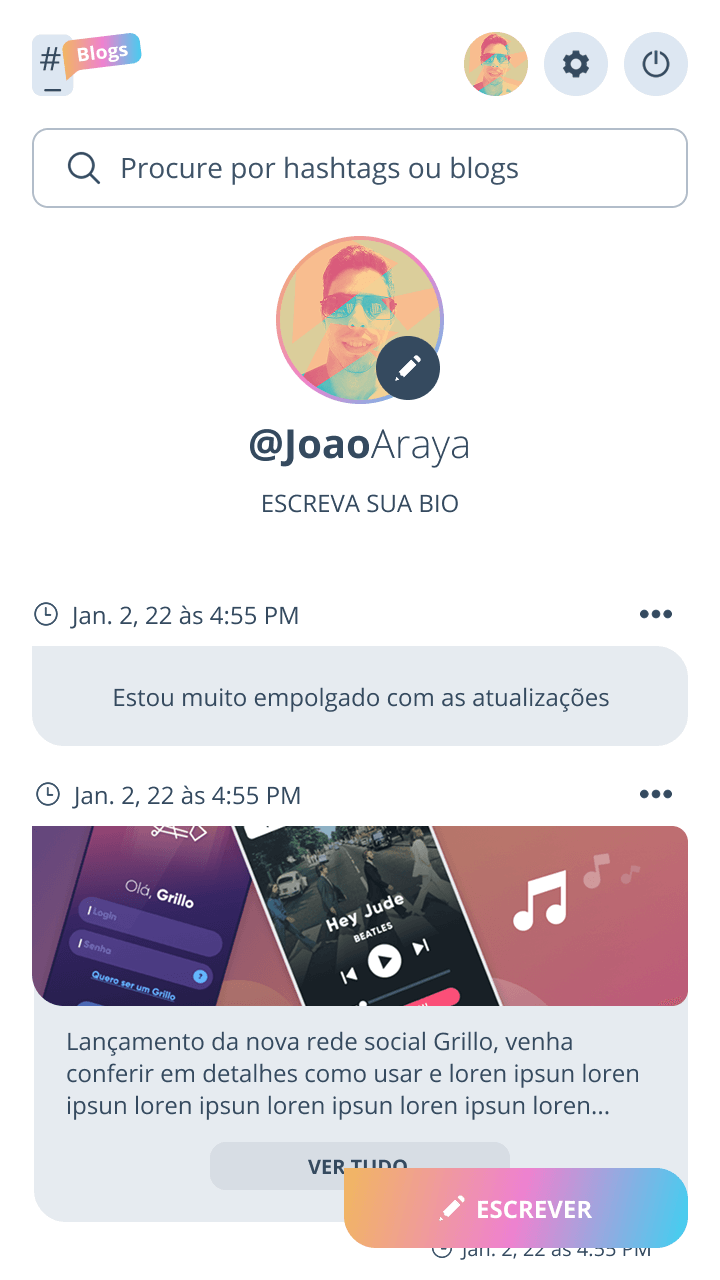 #
Blogs
Procure por hashtags ou blogs
@JoaoAraya
ESCREVA SUA BIO
Jan. 2, 22 às 4:55 PM
Estou muito empolgado com as atualizações
Jan. 2, 22 às 4:55 PM
Olá, Grillo
Login
Senha
?
Quero ser um Grillo
Hey Jude
BEATLES
Lançamento da nova rede social Grillo, venha
conferir em detalhes como usar e loren ipsun loren
ipsun loren ipsun loren ipsun loren ipsun loren...
VER TUDO
ESCREVER
Jan. 2, 22 às 4:55 PM